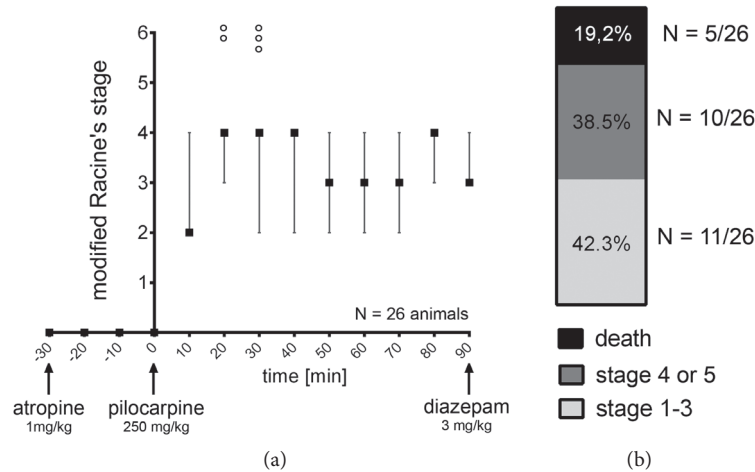 modified Racine's stage
6
5
4
3
2
1
N = 26 animals
-30 -20 -10 0 10 20 30 40 50 60 70 80 90
time [min]
atropine pilocarpine diazepam
1mg/kg 250 mg/kg 3 mg/kg
(a)
19,2% N = 5/26
38.5% N = 10/26
42.3% N = 11/26
death
stage 4 or 5
stage 1-3
(b)